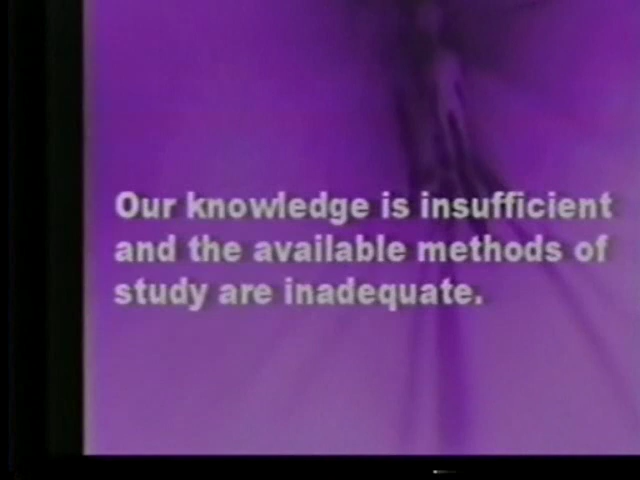 Our knowledge is insufficient
and the available methods of
study are inadequate.